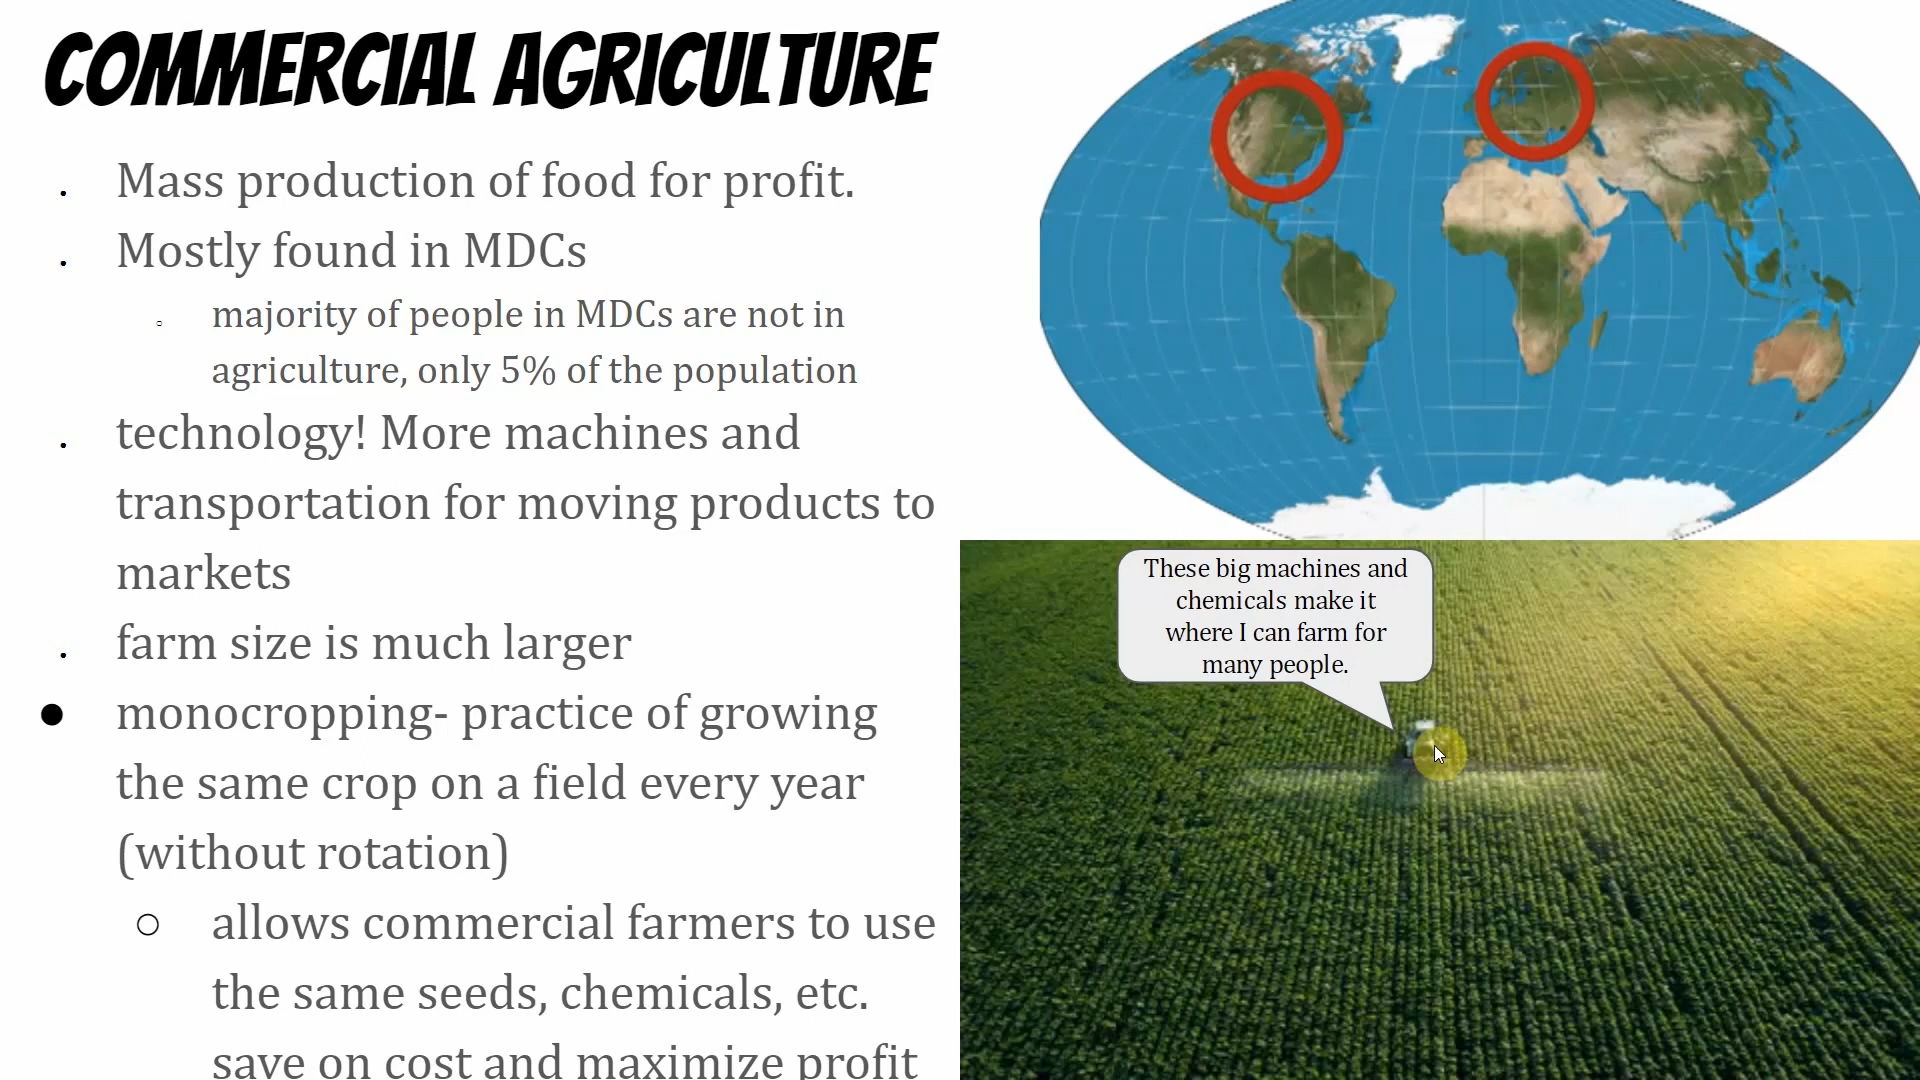 COMMERCIAL AGRICULTURE
Mass production of food for profit.
Mostly found in MDCs
majority of people in MDCs are not in
agriculture, only 5% of the population
technology! More machines and
transportation for moving products to
markets
farm size is much larger
monocropping- practice of growing
the same crop on a field every year
(without rotation)
allows commercial farmers to use
the same seeds, chemicals, etc.
save on cost and maximize profit
These big machines and
chemicals make it
where I can farm for
many people.